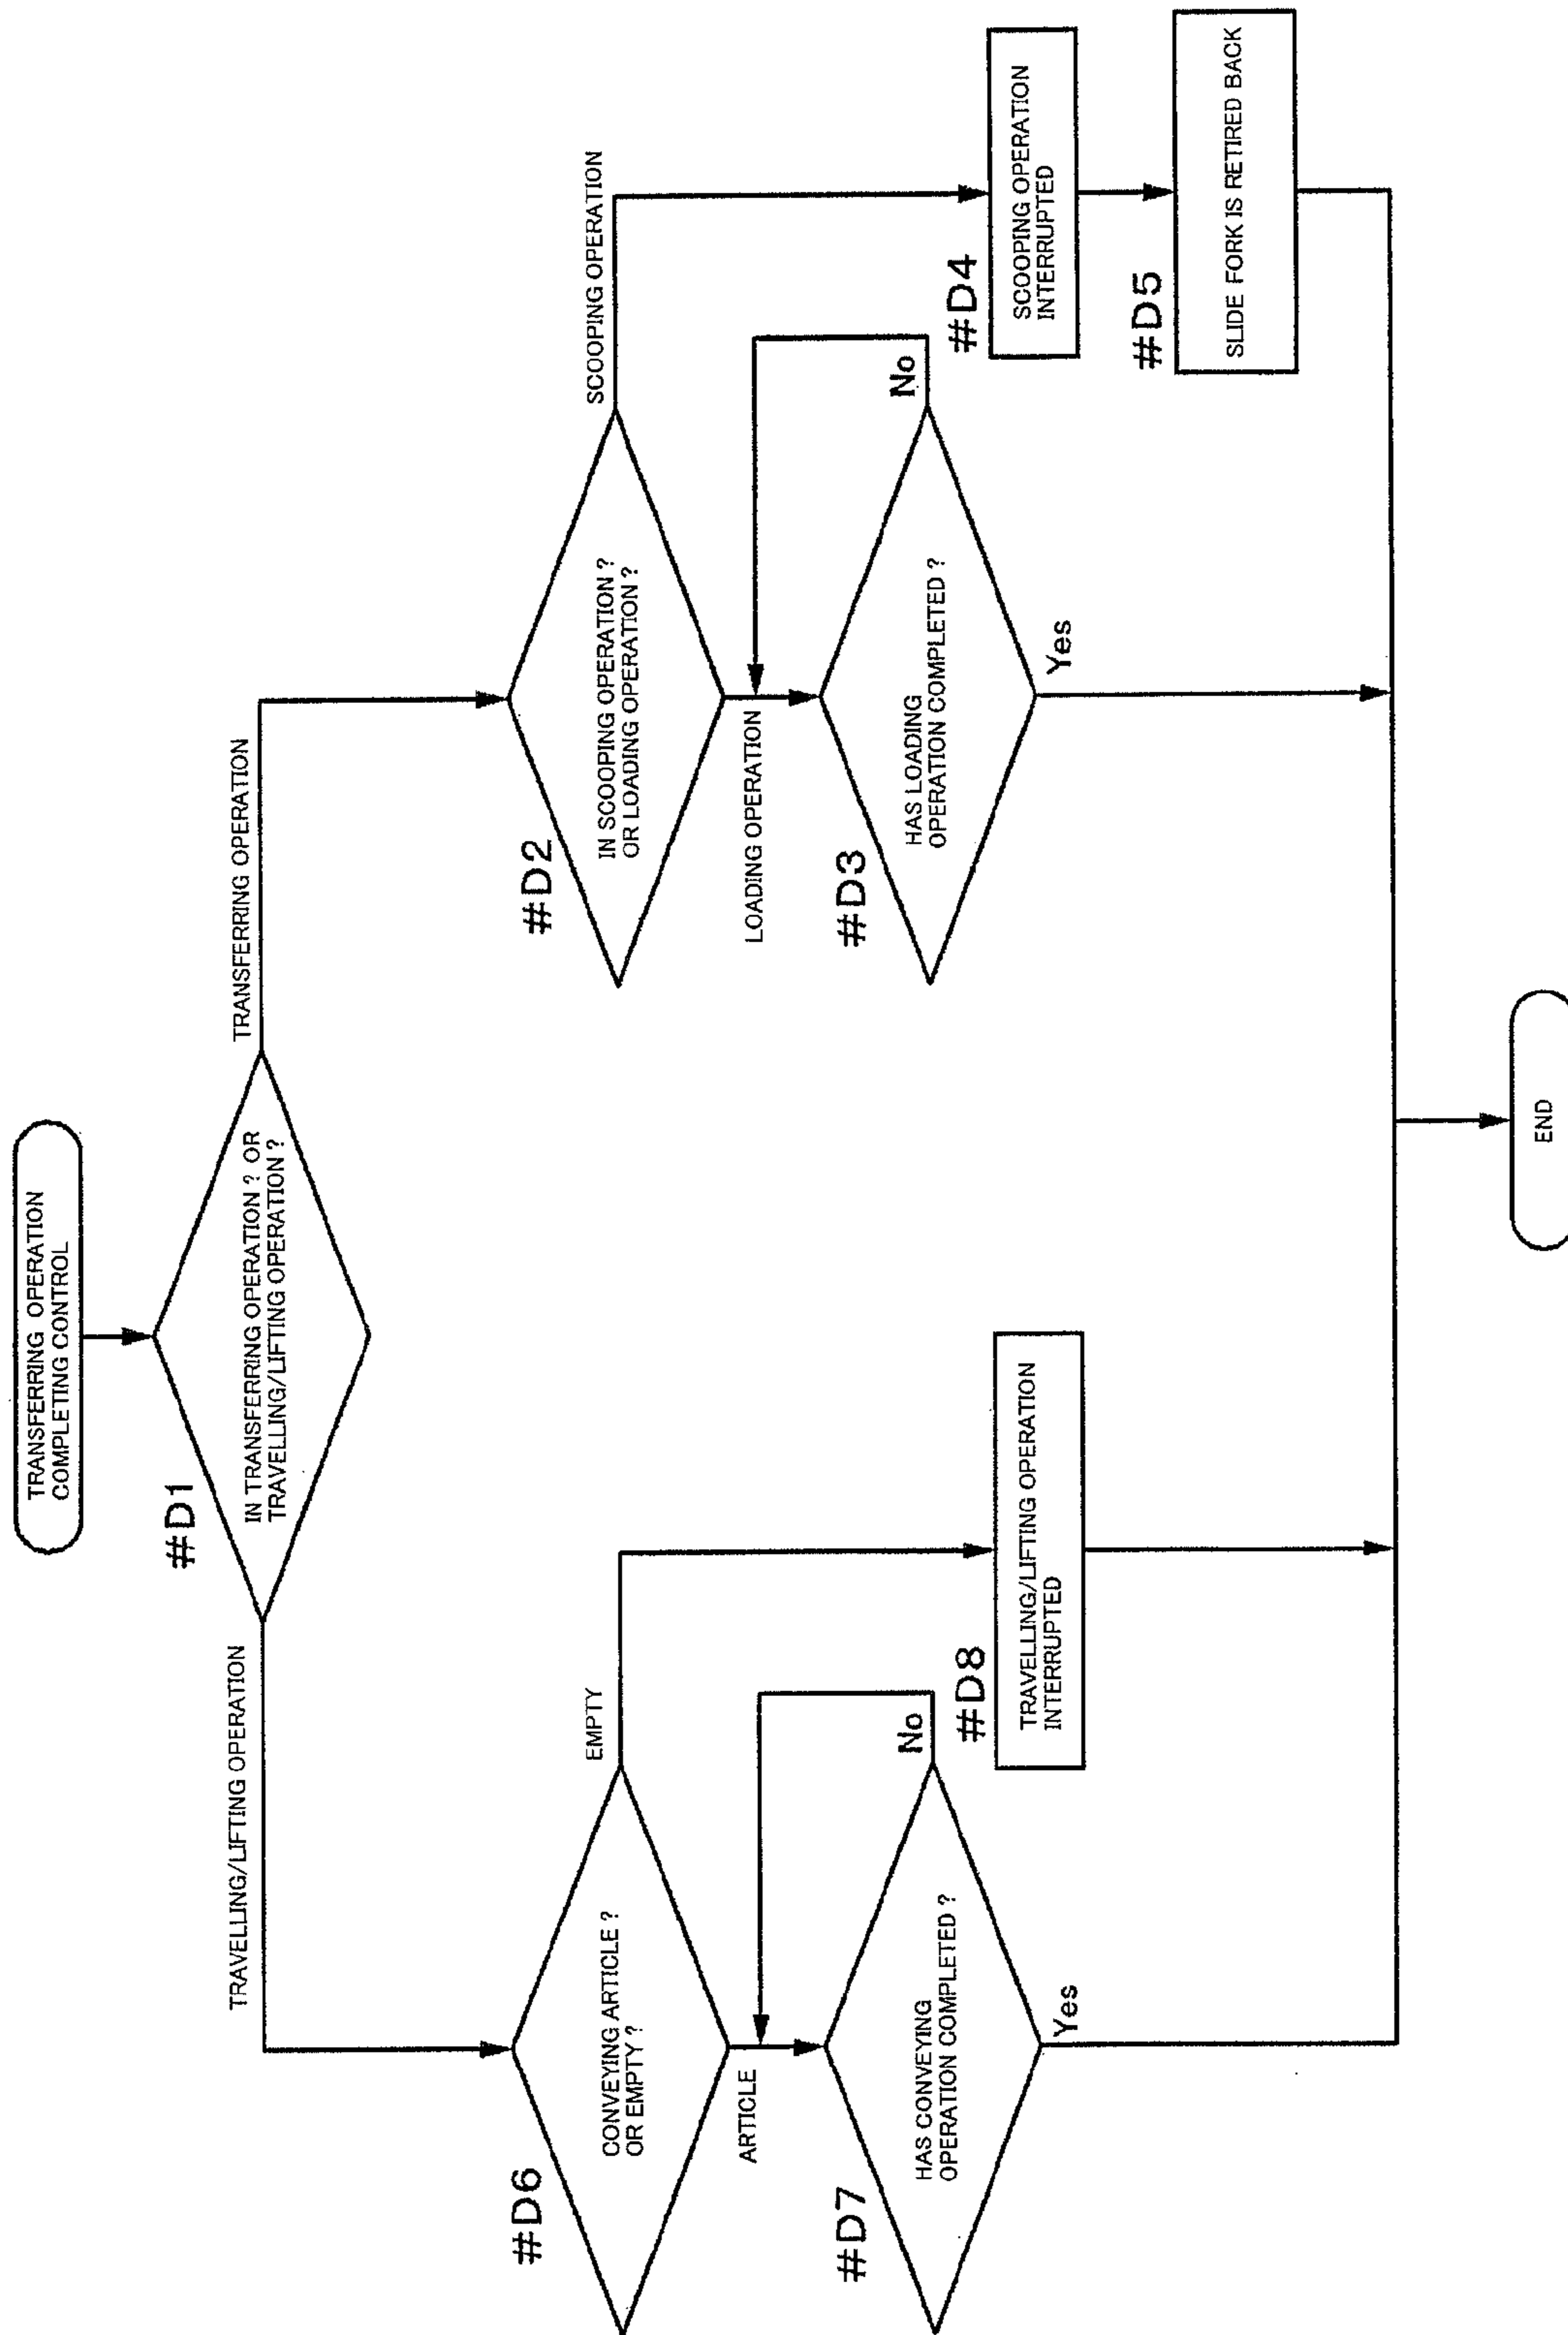 TRANSFERRING OPERATION
COMPLETING CONTROL
#D1
IN TRANSFERRING OPERATION ? OR
TRAVELLING/LIFTING OPERATION ?
TRAVELLING/LIFTING OPERATION
TRANSFERRING OPERATION
#D6
CONVEYING ARTICLE ?
OR EMPTY ?
EMPTY
ARTICLE
#D7
HAS CONVEYING
OPERATION COMPLETED ?
No
Yes
#D8
TRAVELLING/LIFTING OPERATION
INTERRUPTED
#D2
IN SCOOPING OPERATION ?
OR LOADING OPERATION ?
SCOOPING OPERATION
LOADING OPERATION
#D3
HAS LOADING
OPERATION COMPLETED ?
No
Yes
#D4
SCOOPING OPERATION
INTERRUPTED
#D5
SLIDE FORK IS RETIRED BACK
END